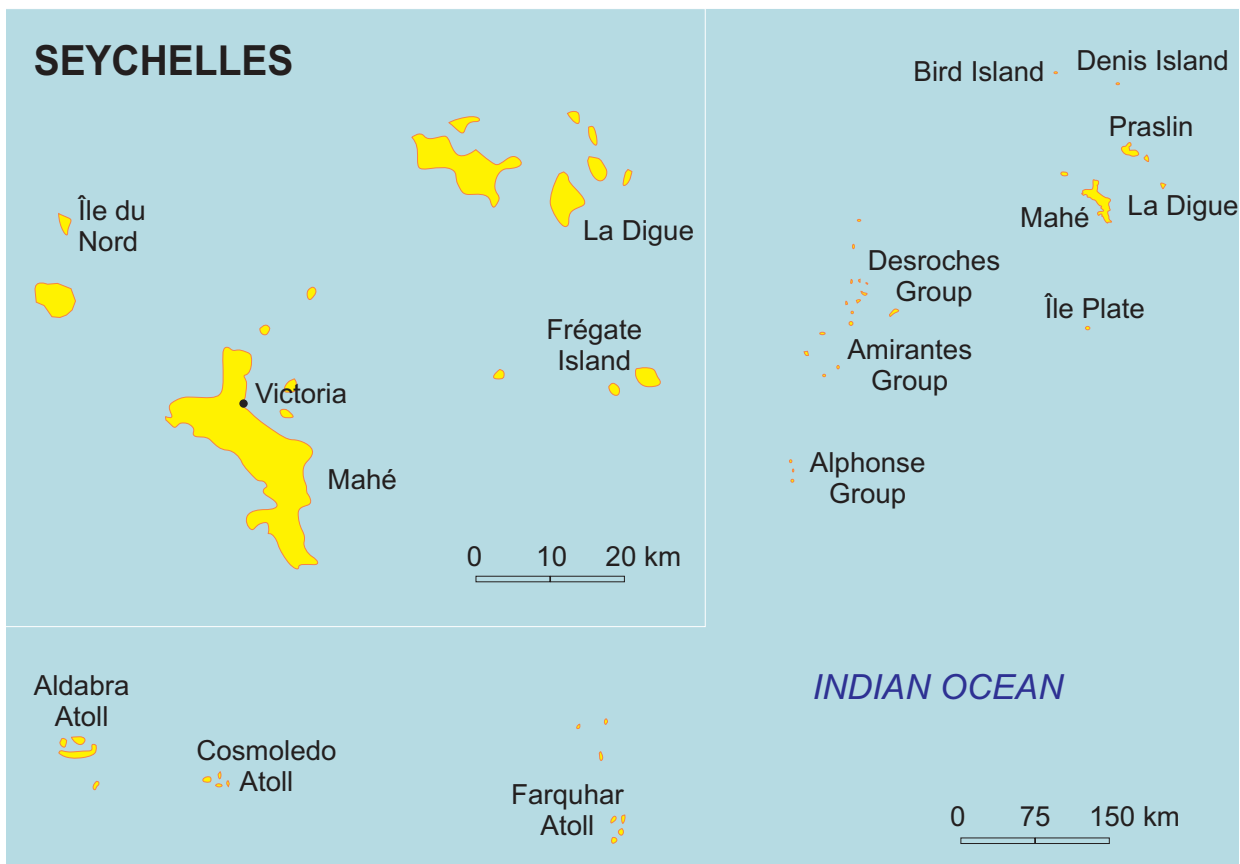 SEYCHELLES
Île du
Nord
La Digue
Frégate
Island
Victoria
Mahé
0 10 20 km
Bird Island
Denis Island
Praslin
La Digue
Mahé
Desroches
Group
Île Plate
Amirantes
Group
Alphonse
Group
INDIAN OCEAN
Aldabra
Atoll
Cosmoledo
Atoll
Farquhar
Atoll
0 75 150 km